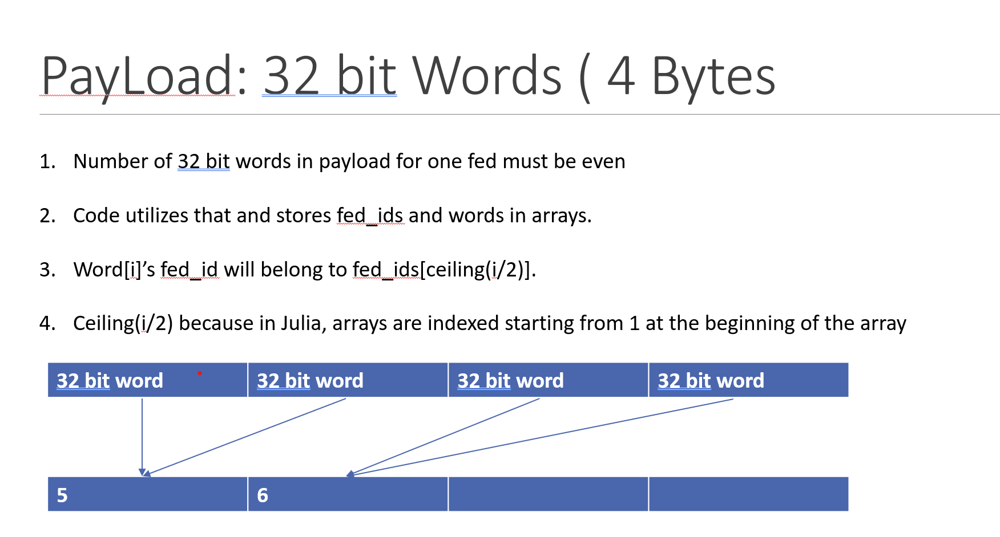 PayLoad: 32 bit Words ( 4 Bytes
1. Number of 32 bit words in payload for one fed must be even
2. Code utilizes that and stores fed_ids and words in arrays.
3. Word[i]’s fed_id will belong to fed_ids[ceiling(i/2)].
4. Ceiling(i/2) because in Julia, arrays are indexed starting from 1 at the beginning of the array
32 bit word 32 bit word 32 bit word 32 bit word
5 6